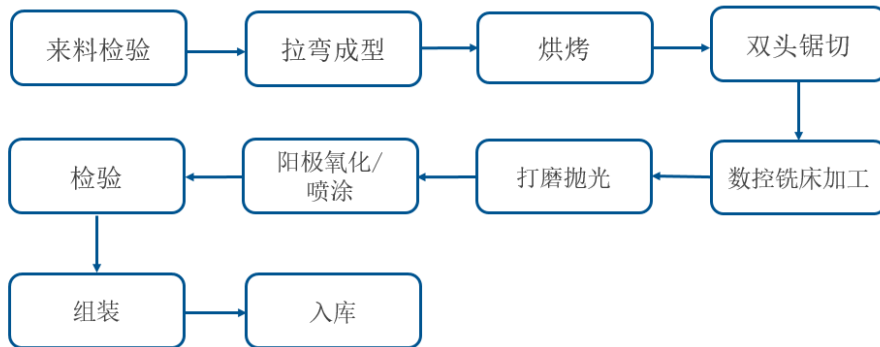 来料检验
拉弯成型
烘烤
双头锯切
数控铣床加工
打磨抛光
阳极氧化/
喷涂
检验
组装
入库